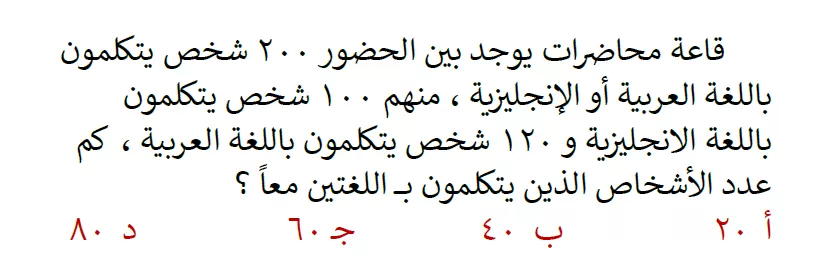 قاعة محاضرات يوجد بين الحضور ٢٠٠ شخص يتكلمون
باللغة العربية أو الإنجليزية ، منهم ١٠٠ شخص يتكلمون
باللغة الانجليزية و ١٢٠ شخص يتكلمون باللغة العربية ، كم
عدد الأشخاص الذين يتكلمون بـ اللغتين معاً ؟
أ ٢٠ ب ٤٠ جـ ٦٠ د ٨٠